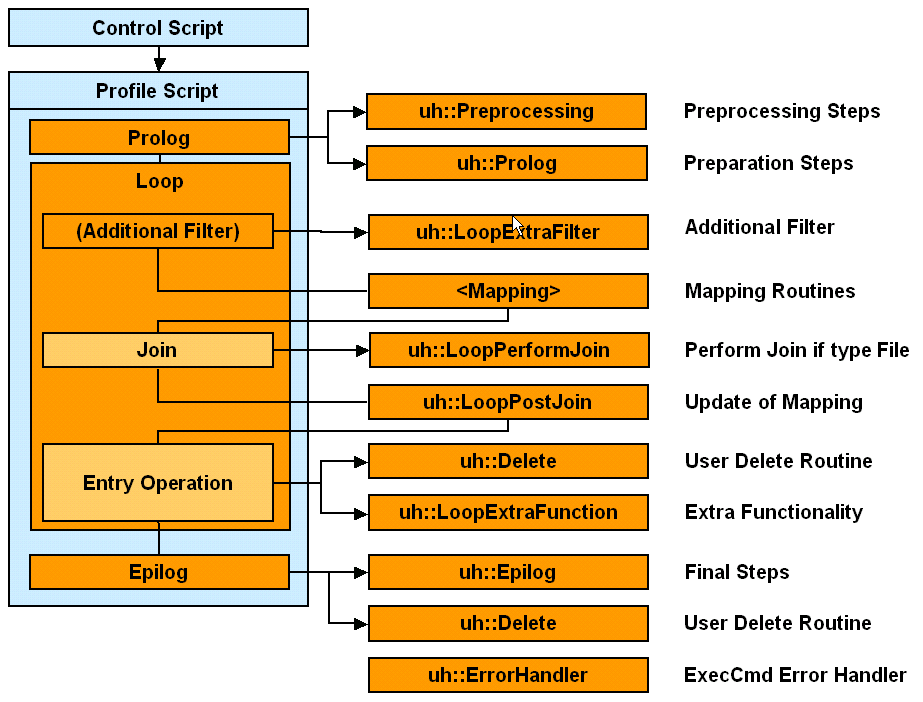 Control Script
Profile Script
Prolog
uh::Preprocessing
Preprocessing Steps
uh::Prolog
Preparation Steps
Loop
(Additional Filter)
uh::LoopExtraFilter
Additional Filter
<Mapping>
Mapping Routines
Join
uh::LoopPerformJoin
Perform Join if type File
uh::LoopPostJoin
Update of Mapping
Entry Operation
uh::Delete
User Delete Routine
uh::LoopExtraFunction
Extra Functionality
Epilog
uh::Epilog
Final Steps
uh::Delete
User Delete Routine
uh::ErrorHandler
ExecCmd Error Handler